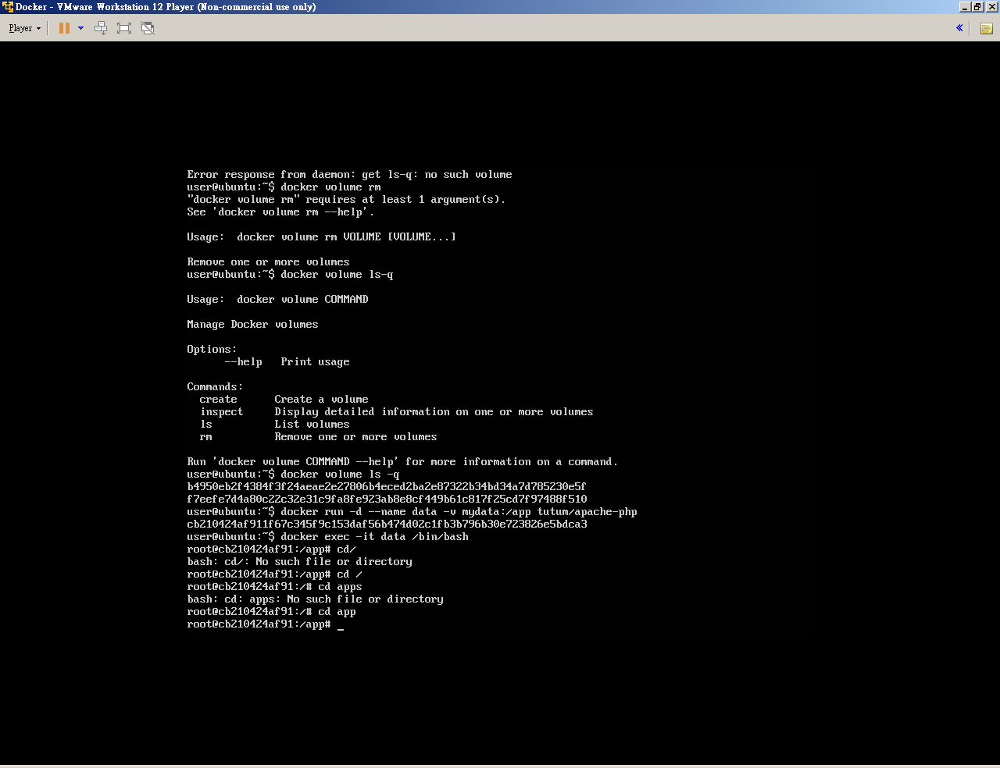 Docker - VMware Workstation 12 Player (Non-commercial use only)
Player
Error response from daemon: get ls-q: no such volume
user@ubuntu:~$ docker volume rm
"docker volume rm" requires at least 1 argument(s).
See 'docker volume rm --help'.
Usage:  docker volume rm VOLUME [VOLUME...]
Remove one or more volumes
user@ubuntu:~$ docker volume ls-q
Usage:  docker volume COMMAND
Manage Docker volumes
Options:
      --help   Print usage
Commands:
  create      Create a volume
  inspect     Display detailed information on one or more volumes
  ls          List volumes
  rm          Remove one or more volumes
Run 'docker volume COMMAND --help' for more information on a command.
user@ubuntu:~$ docker volume ls -q
b4950eb2f4384f3f24aeae2e27806b4eced2ba2e87322b34bd34a7d785230e5f
f7eefe7d4a80c22c32e31c9fa8fe923ab8e8cf449b61c817f25cd7f97488f510
user@ubuntu:~$ docker run -d --name data -v mydata:/app tutum/apache-php
cb210424af911f67c345f9c153daf56b474d02c1fb3b796b30e723826e5bdca3
user@ubuntu:~$ docker exec -it data /bin/bash
root@cb210424af91:/app# cd/
bash: cd/: No such file or directory
root@cb210424af91:/app# cd /
root@cb210424af91:/# cd apps
bash: cd: apps: No such file or directory
root@cb210424af91:/# cd app
root@cb210424af91:/app# _